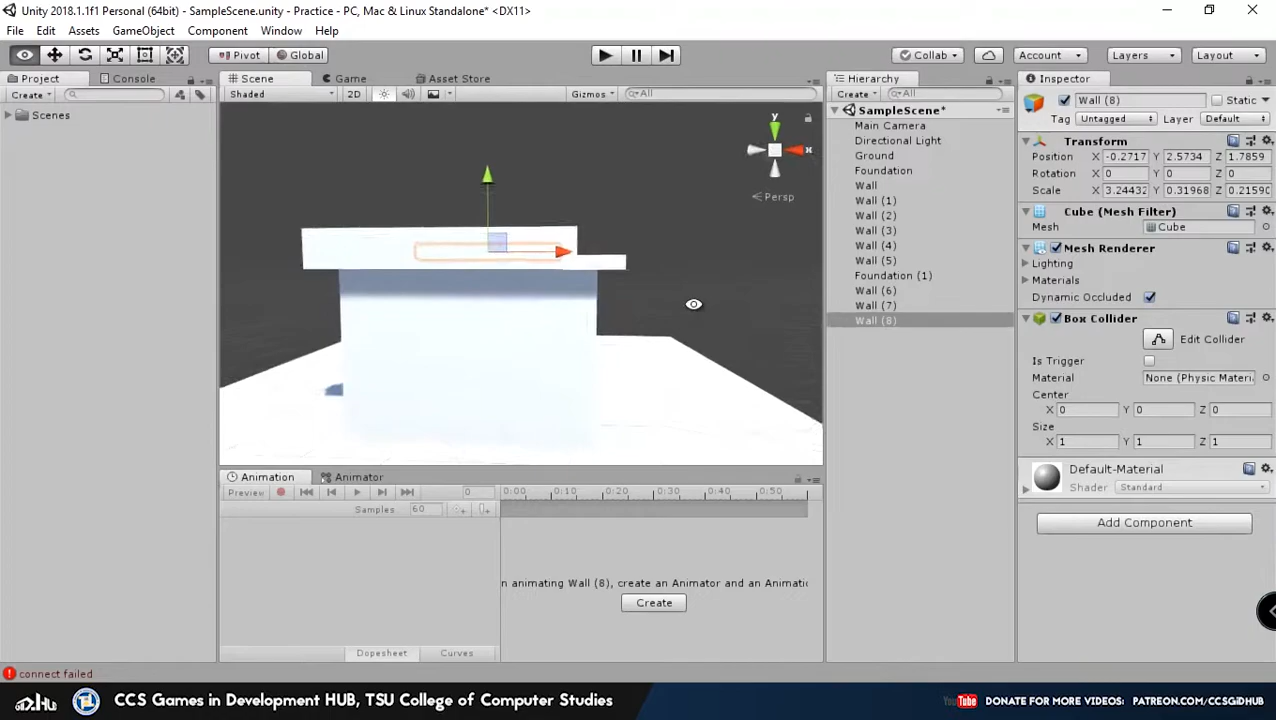 Unity 2018.1.1f1 Personal (64bit) - SampleScene.unity - Practice - PC, Mac & Linux Standalone* <DX11>
File Edit Assets GameObject Component Window Help
Pivot Global Collab Account Layers Layout
Project Console Scene Game Asset Store Hierarchy Inspector
Create Shaded 2D Gizmos All Create All
Wall (8) Static
Scenes
SampleScene*
Tag Untagged Layer Default
Main Camera
Directional Light
Ground
Foundation
Wall
Wall (1)
Wall (2)
Wall (3)
Wall (4)
Wall (5)
Foundation (1)
Wall (6)
Wall (7)
Wall (8)
y
x
Persp
Transform
Position X -0.2717 Y 2.5734 Z 1.7859
Rotation X 0 Y 0 Z 0
Scale X 3.24432 Y 0.31968 Z 0.21590
Cube (Mesh Filter)
Mesh Cube
Mesh Renderer
Lighting
Materials
Dynamic Occluded
Box Collider
Edit Collider
Is Trigger
Material None (Physic Materi
Center
X 0 Y 0 Z 0
Size
X 1 Y 1 Z 1
Default-Material
Shader Standard
Add Component
Animation Animator
Preview 0 0:00 0:10 0:20 0:30 0:40 0:50
Samples 60
n animating Wall (8), create an Animator and an Animati
Create
Dopesheet Curves
connect failed
CCS Games in Development HUB, TSU College of Computer Studies
YouTube DONATE FOR MORE VIDEOS: PATREON.COM/CCSGIDHUB